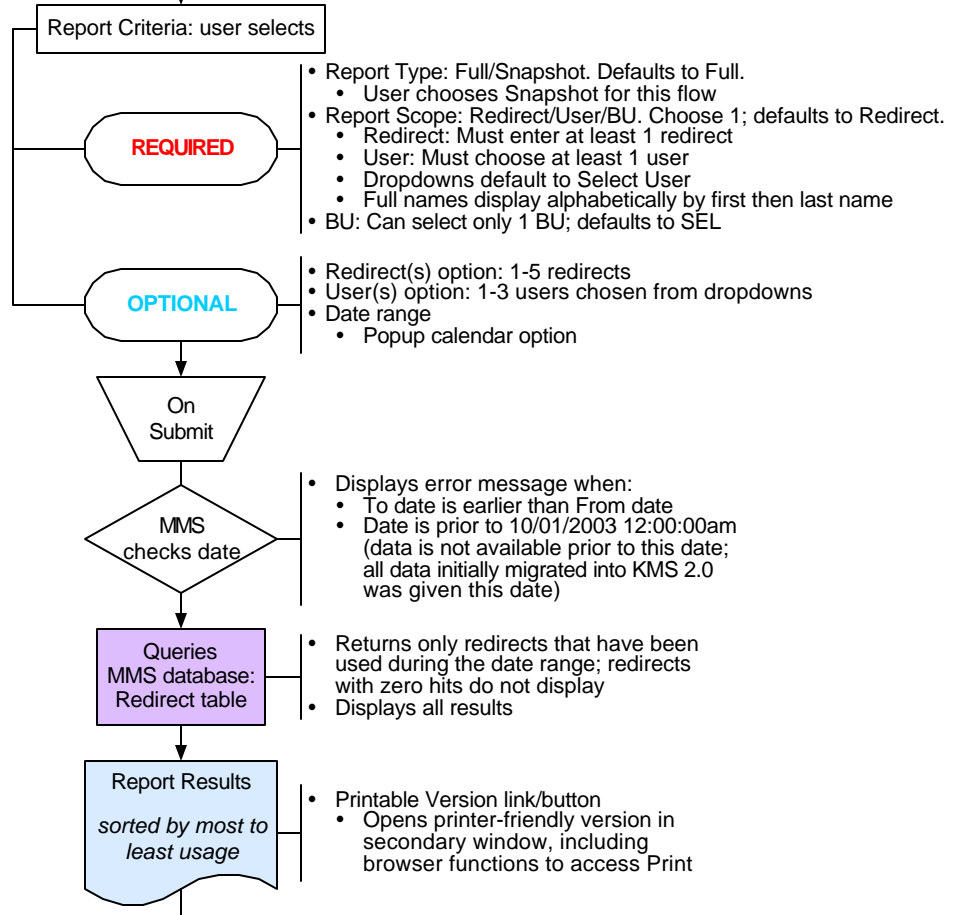 Report Criteria: user selects
REQUIRED
• Report Type: Full/Snapshot. Defaults to Full.
• User chooses Snapshot for this flow
• Report Scope: Redirect/User/BU. Choose 1; defaults to Redirect.
• Redirect: Must enter at least 1 redirect
• User: Must choose at least 1 user
• Dropdowns default to Select User
• Full names display alphabetically by first then last name
• BU: Can select only 1 BU; defaults to SEL
OPTIONAL
• Redirect(s) option: 1-5 redirects
• User(s) option: 1-3 users chosen from dropdowns
• Date range
• Popup calendar option
On
Submit
MMS
checks date
• Displays error message when:
• To date is earlier than From date
• Date is prior to 10/01/2003 12:00:00am
(data is not available prior to this date;
all data initially migrated into KMS 2.0
was given this date)
Queries
MMS database:
Redirect table
• Returns only redirects that have been
used during the date range; redirects
with zero hits do not display
• Displays all results
Report Results
sorted by most to
least usage
• Printable Version link/button
• Opens printer-friendly version in
secondary window, including
browser functions to access Print